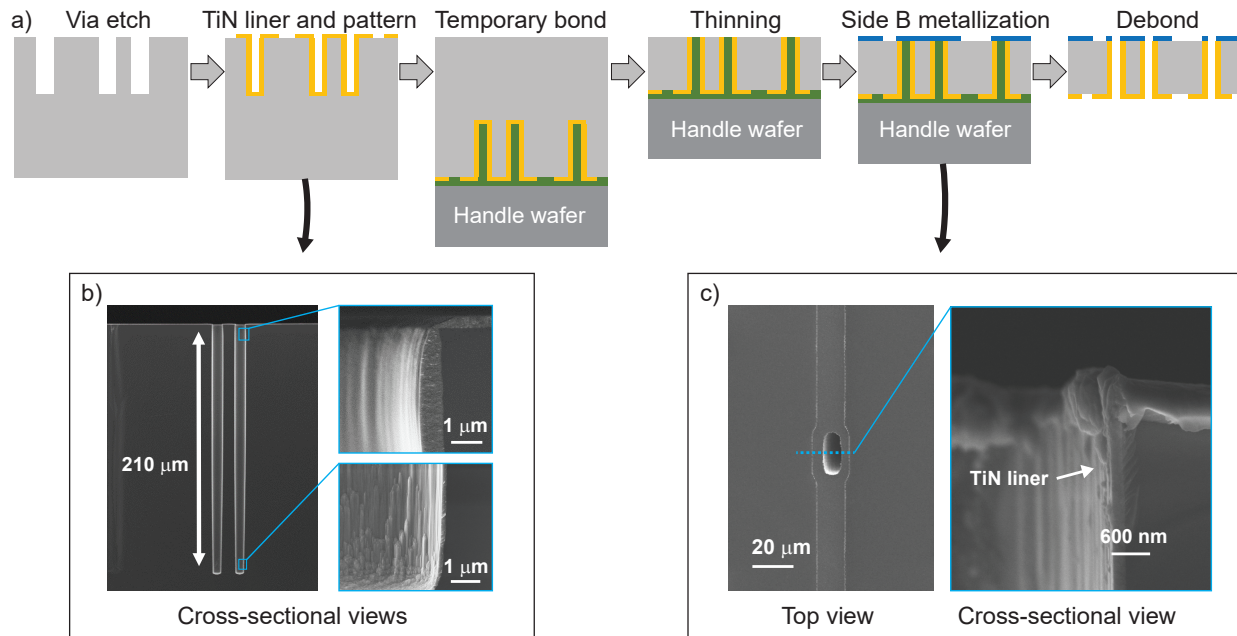 a)
Via etch
TiN liner and pattern
Temporary bond
Thinning
Side B metallization
Debond
Handle wafer
Handle wafer
Handle wafer
b)
210 μm
1 μm
1 μm
Cross-sectional views
c)
20 μm
TiN liner
600 nm
Top view
Cross-sectional view